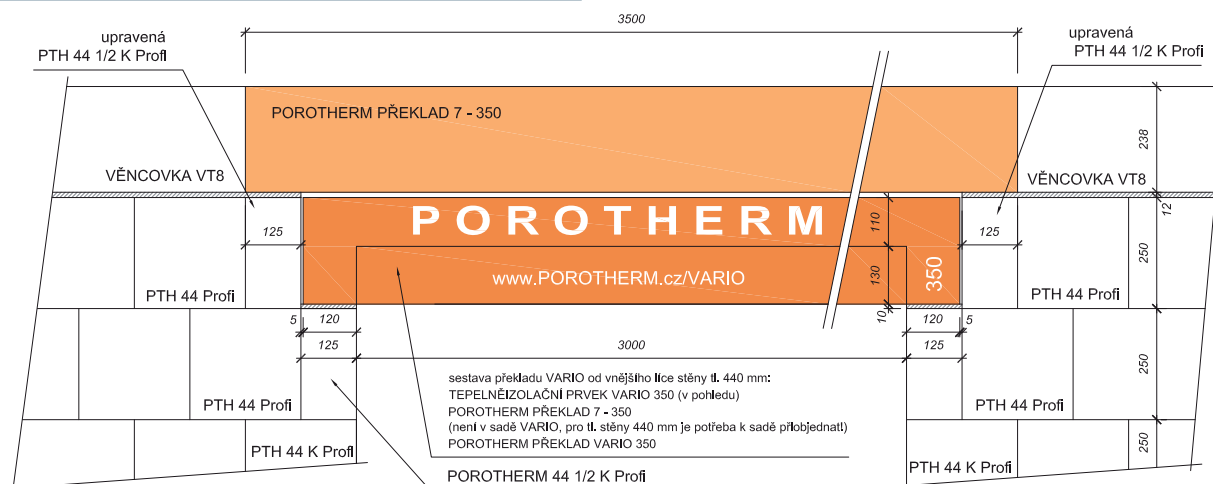 3500
upravená
PTH 44 1/2 K Profi
upravená
PTH 44 1/2 K Profi
POROTHERM PŘEKLAD 7 - 350
238
VĚNCOVKA VT8
VĚNCOVKA VT8
12
POROTHERM
110
125
125
250
www.POROTHERM.cz/VARIO
130
350
PTH 44 Profi
PTH 44 Profi
10
5
120
120
5
125
3000
125
250
sestava překladu VARIO od vnějšího líce stěny tl. 440 mm:
TEPELNĚIZOLAČNÍ PRVEK VARIO 350 (v pohledu)
POROTHERM PŘEKLAD 7 - 350
(není v sadě VARIO, pro tl. stěny 440 mm je potřeba k sadě přiobjednat!)
POROTHERM PŘEKLAD VARIO 350
PTH 44 Profi
PTH 44 Profi
250
PTH 44 K Profi
PTH 44 K Profi
POROTHERM 44 1/2 K Profi